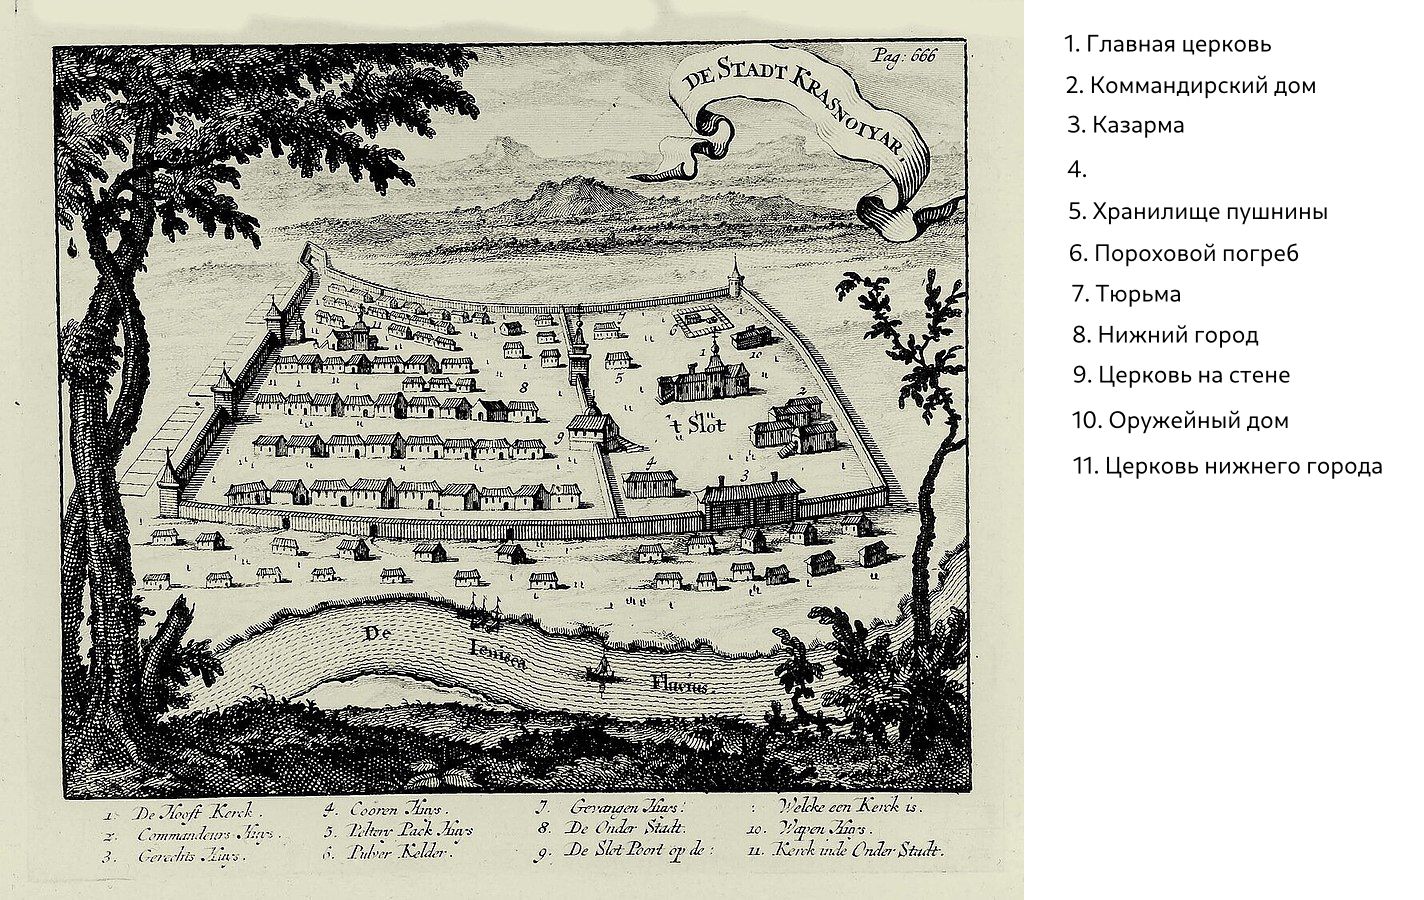 Pag: 666
DE STADT KRASNOIYAR.
1
2
3
4
5
6
7
8
9
10
11
't Slot
De Ienisea Fluvius.
1: De Hooft Kerck.
2. Commandeurs Huys.
3. Gerechts Huys.
4. Cooren Huys.
5. Peltery Pack Huys
6. Pulver Kelder.
7. Gevangen Huys:
8. De Onder Stadt.
9. De Slot Poort op de:
: Welcke een Kerck is.
10. Wapen Huys.
11. Kerck inde Onder Stadt.
1. Главная церковь
2. Коммандирский дом
3. Казарма
4.
5. Хранилище пушнины
6. Пороховой погреб
7. Тюрьма
8. Нижний город
9. Церковь на стене
10. Оружейный дом
11. Церковь нижнего города